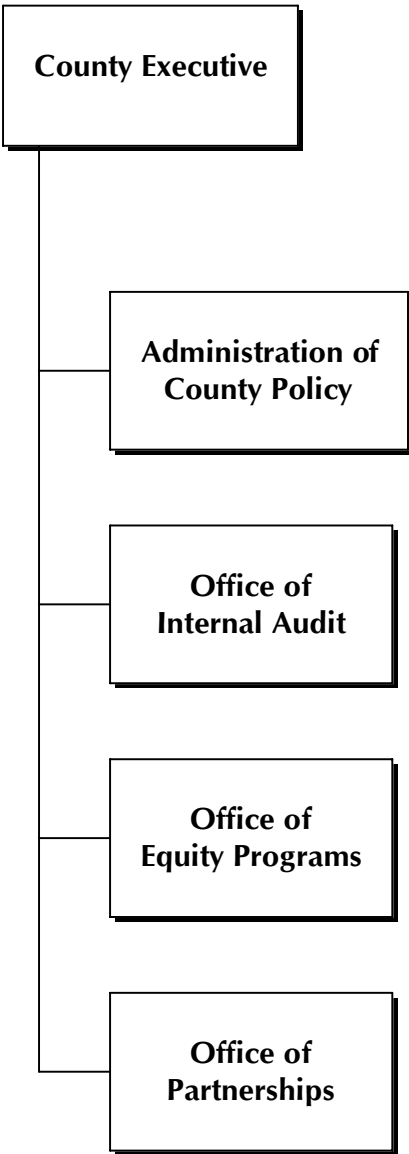 County Executive
Administration of
County Policy
Office of
Internal Audit
Office of
Equity Programs
Office of
Partnerships